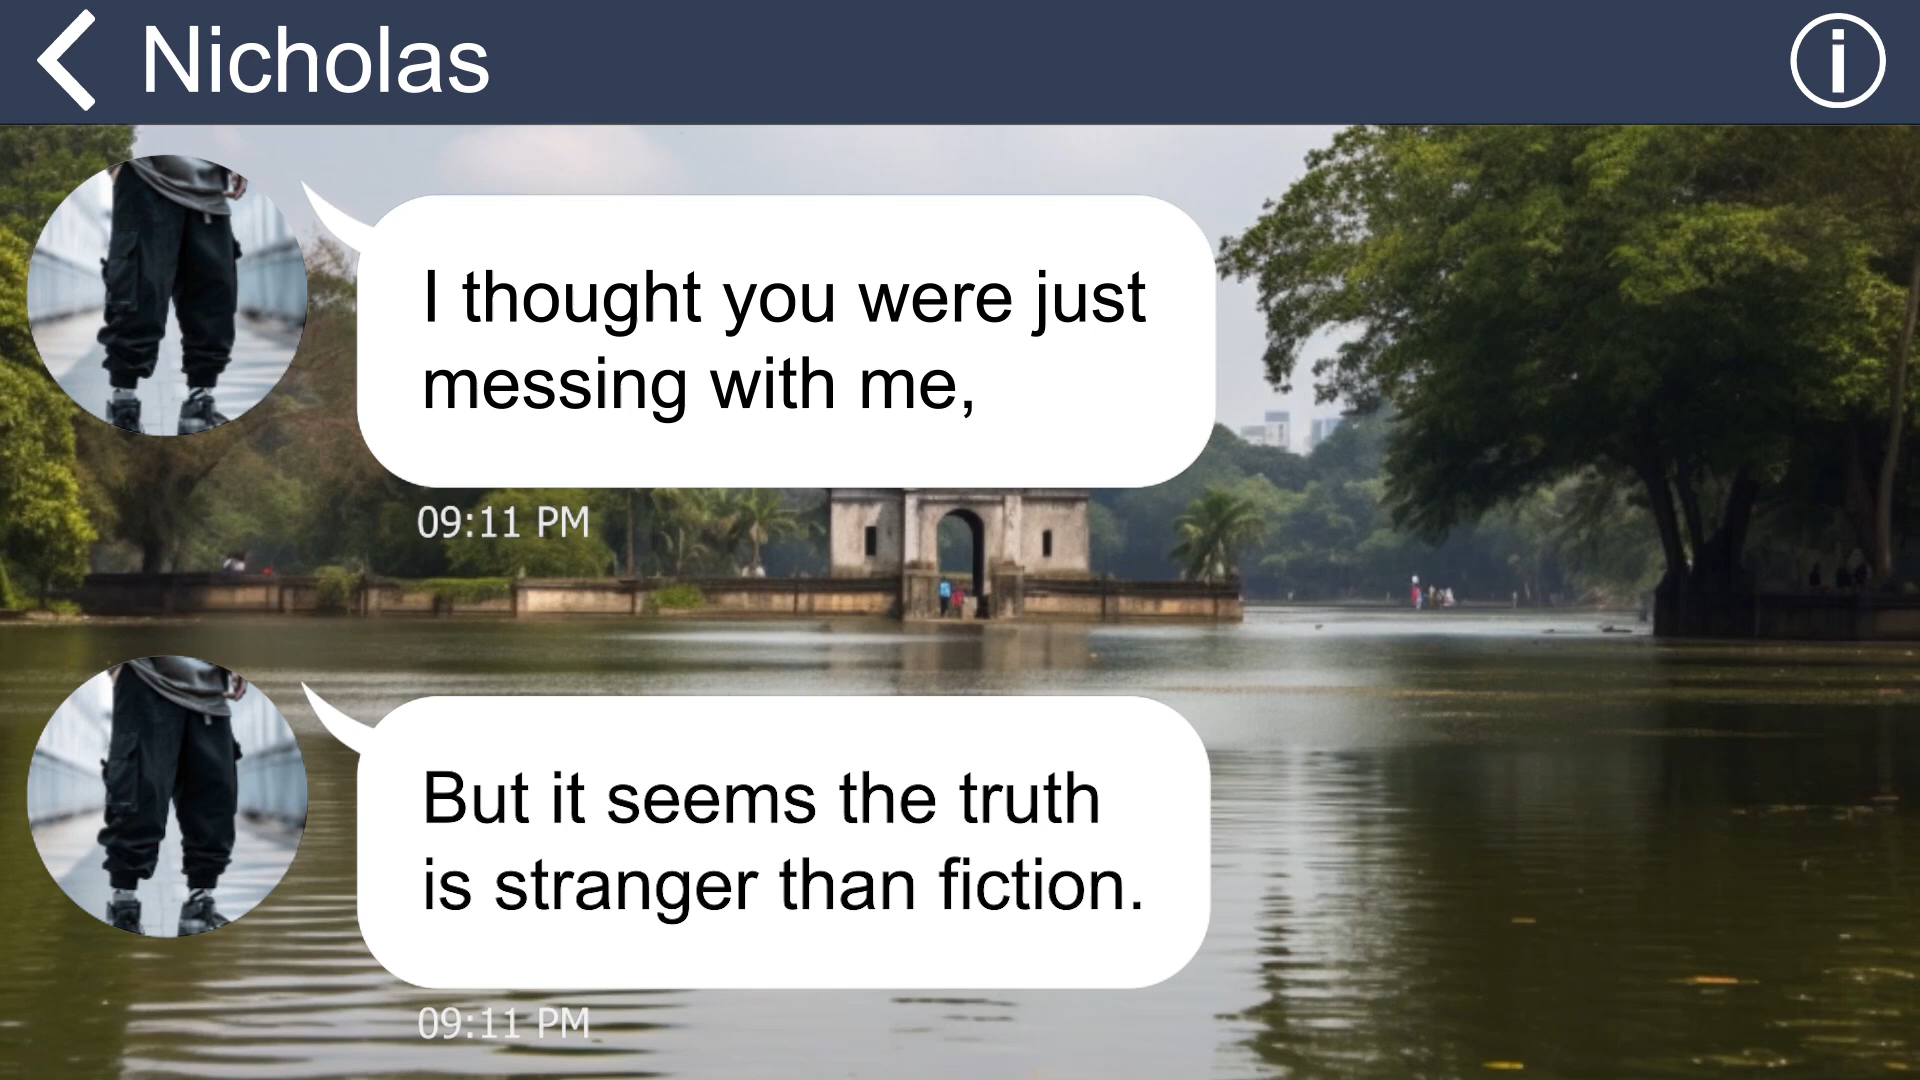 Nicholas
I thought you were just
messing with me,
09:11 PM
But it seems the truth
is stranger than fiction.
09:11 PM